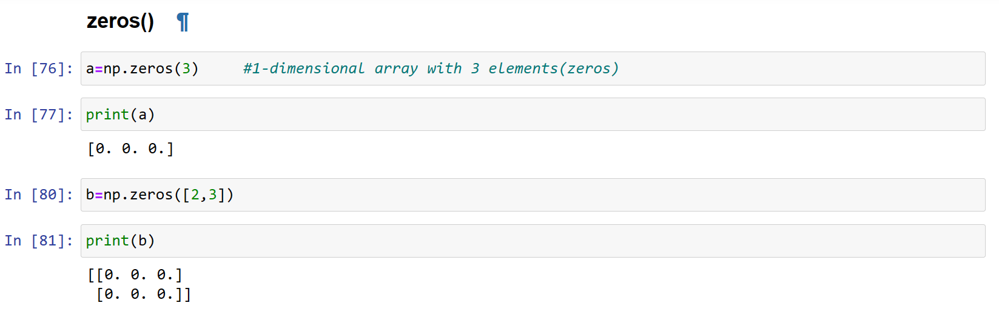 zeros() ¶
In [76]: a=np.zeros(3)     #1-dimensional array with 3 elements(zeros)
In [77]: print(a)
[0. 0. 0.]
In [80]: b=np.zeros([2,3])
In [81]: print(b)
[[0. 0. 0.]
 [0. 0. 0.]]